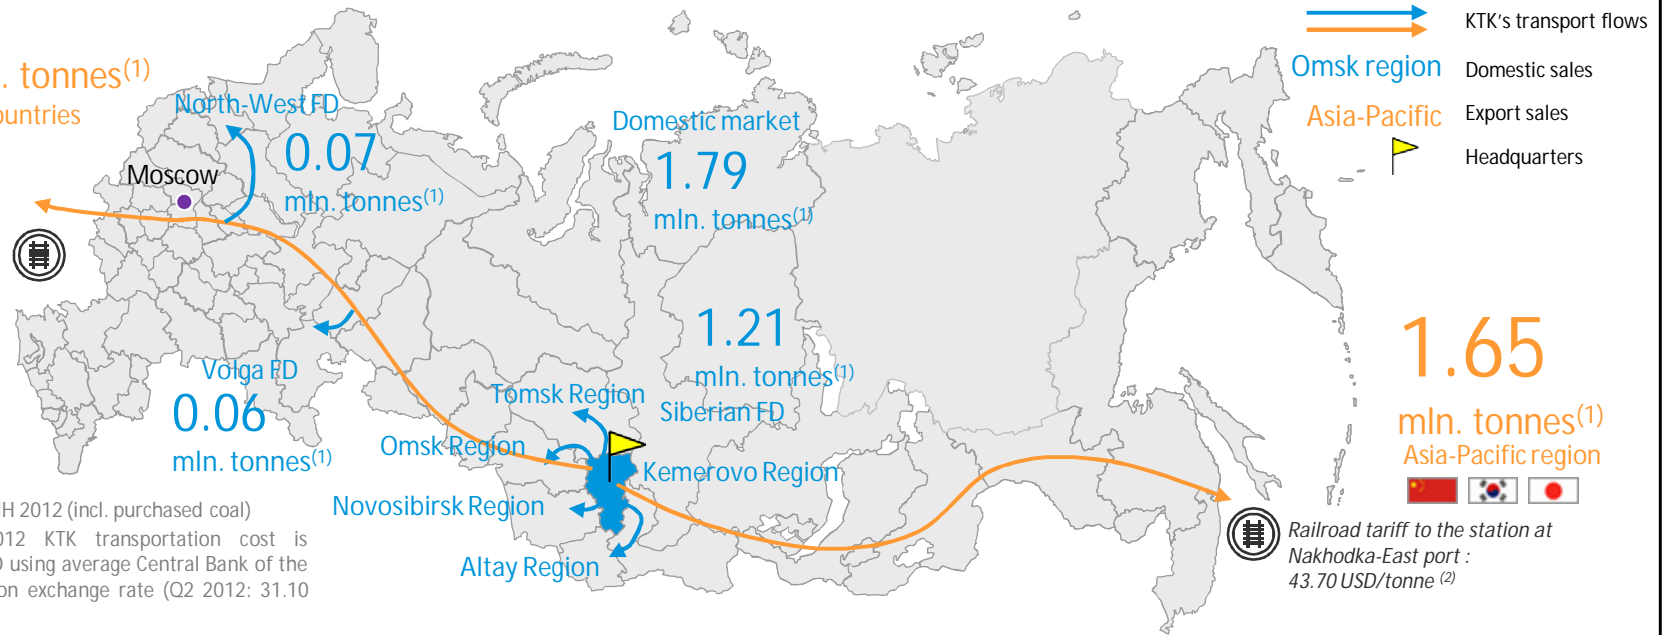 . tonnes(1)
KTK's transport flows
Omsk region
Domestic sales
Asia-Pacific
Export sales
Headquarters
North-West FD
0.07
mln. tonnes(1)
Moscow
Domestic market
1.79
mln. tonnes(1)
1.21
mln. tonnes(1)
Siberian FD
1.65
mln. tonnes(1)
Asia-Pacific region
Volga FD
0.06
mln. tonnes(1)
Tomsk Region
Omsk Region
Kemerovo Region
Novosibirsk Region
Altay Region
2012 (incl. purchased coal)
KTK transportation cost is
using average Central Bank of the
exchange rate (Q2 2012: 31.10
Railroad tariff to the station at
Nakhodka-East port :
43.70 USD/tonne (2)